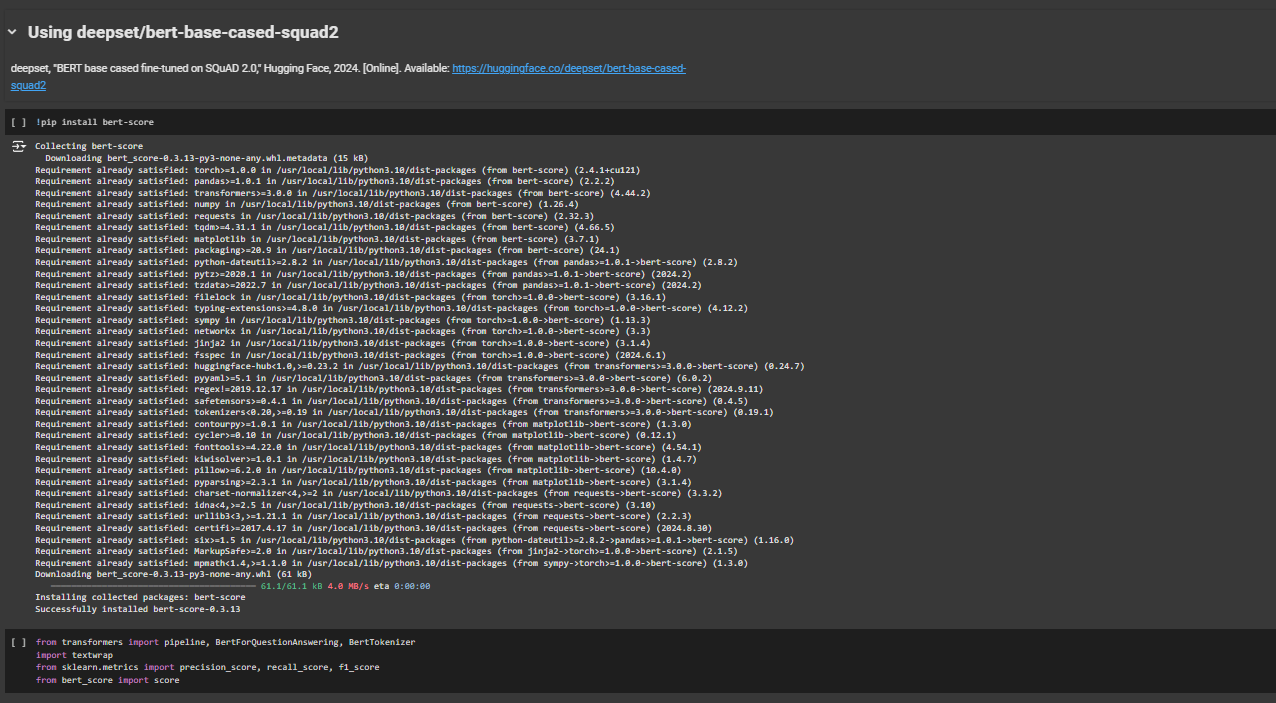 Using deepset/bert-base-cased-squad2
deepset, "BERT base cased fine-tuned on SQuAD 2.0," Hugging Face, 2024. [Online]. Available: https://huggingface.co/deepset/bert-base-cased-
squad2
[ ] !pip install bert-score
Collecting bert-score
  Downloading bert_score-0.3.13-py3-none-any.whl.metadata (15 kB)
Requirement already satisfied: torch>=1.0.0 in /usr/local/lib/python3.10/dist-packages (from bert-score) (2.4.1+cu121)
Requirement already satisfied: pandas>=1.0.1 in /usr/local/lib/python3.10/dist-packages (from bert-score) (2.2.2)
Requirement already satisfied: transformers>=3.0.0 in /usr/local/lib/python3.10/dist-packages (from bert-score) (4.44.2)
Requirement already satisfied: numpy in /usr/local/lib/python3.10/dist-packages (from bert-score) (1.26.4)
Requirement already satisfied: requests in /usr/local/lib/python3.10/dist-packages (from bert-score) (2.32.3)
Requirement already satisfied: tqdm>=4.31.1 in /usr/local/lib/python3.10/dist-packages (from bert-score) (4.66.5)
Requirement already satisfied: matplotlib in /usr/local/lib/python3.10/dist-packages (from bert-score) (3.7.1)
Requirement already satisfied: packaging>=20.9 in /usr/local/lib/python3.10/dist-packages (from bert-score) (24.1)
Requirement already satisfied: python-dateutil>=2.8.2 in /usr/local/lib/python3.10/dist-packages (from pandas>=1.0.1->bert-score) (2.8.2)
Requirement already satisfied: pytz>=2020.1 in /usr/local/lib/python3.10/dist-packages (from pandas>=1.0.1->bert-score) (2024.2)
Requirement already satisfied: tzdata>=2022.7 in /usr/local/lib/python3.10/dist-packages (from pandas>=1.0.1->bert-score) (2024.2)
Requirement already satisfied: filelock in /usr/local/lib/python3.10/dist-packages (from torch>=1.0.0->bert-score) (3.16.1)
Requirement already satisfied: typing-extensions>=4.8.0 in /usr/local/lib/python3.10/dist-packages (from torch>=1.0.0->bert-score) (4.12.2)
Requirement already satisfied: sympy in /usr/local/lib/python3.10/dist-packages (from torch>=1.0.0->bert-score) (1.13.3)
Requirement already satisfied: networkx in /usr/local/lib/python3.10/dist-packages (from torch>=1.0.0->bert-score) (3.3)
Requirement already satisfied: jinja2 in /usr/local/lib/python3.10/dist-packages (from torch>=1.0.0->bert-score) (3.1.4)
Requirement already satisfied: fsspec in /usr/local/lib/python3.10/dist-packages (from torch>=1.0.0->bert-score) (2024.6.1)
Requirement already satisfied: huggingface-hub<1.0,>=0.23.2 in /usr/local/lib/python3.10/dist-packages (from transformers>=3.0.0->bert-score) (0.24.7)
Requirement already satisfied: pyyaml>=5.1 in /usr/local/lib/python3.10/dist-packages (from transformers>=3.0.0->bert-score) (6.0.2)
Requirement already satisfied: regex!=2019.12.17 in /usr/local/lib/python3.10/dist-packages (from transformers>=3.0.0->bert-score) (2024.9.11)
Requirement already satisfied: safetensors>=0.4.1 in /usr/local/lib/python3.10/dist-packages (from transformers>=3.0.0->bert-score) (0.4.5)
Requirement already satisfied: tokenizers<0.20,>=0.19 in /usr/local/lib/python3.10/dist-packages (from transformers>=3.0.0->bert-score) (0.19.1)
Requirement already satisfied: contourpy>=1.0.1 in /usr/local/lib/python3.10/dist-packages (from matplotlib->bert-score) (1.3.0)
Requirement already satisfied: cycler>=0.10 in /usr/local/lib/python3.10/dist-packages (from matplotlib->bert-score) (0.12.1)
Requirement already satisfied: fonttools>=4.22.0 in /usr/local/lib/python3.10/dist-packages (from matplotlib->bert-score) (4.54.1)
Requirement already satisfied: kiwisolver>=1.0.1 in /usr/local/lib/python3.10/dist-packages (from matplotlib->bert-score) (1.4.7)
Requirement already satisfied: pillow>=6.2.0 in /usr/local/lib/python3.10/dist-packages (from matplotlib->bert-score) (10.4.0)
Requirement already satisfied: pyparsing>=2.3.1 in /usr/local/lib/python3.10/dist-packages (from matplotlib->bert-score) (3.1.4)
Requirement already satisfied: charset-normalizer<4,>=2 in /usr/local/lib/python3.10/dist-packages (from requests->bert-score) (3.3.2)
Requirement already satisfied: idna<4,>=2.5 in /usr/local/lib/python3.10/dist-packages (from requests->bert-score) (3.10)
Requirement already satisfied: urllib3<3,>=1.21.1 in /usr/local/lib/python3.10/dist-packages (from requests->bert-score) (2.2.3)
Requirement already satisfied: certifi>=2017.4.17 in /usr/local/lib/python3.10/dist-packages (from requests->bert-score) (2024.8.30)
Requirement already satisfied: six>=1.5 in /usr/local/lib/python3.10/dist-packages (from python-dateutil>=2.8.2->pandas>=1.0.1->bert-score) (1.16.0)
Requirement already satisfied: MarkupSafe>=2.0 in /usr/local/lib/python3.10/dist-packages (from jinja2->torch>=1.0.0->bert-score) (2.1.5)
Requirement already satisfied: mpmath<1.4,>=1.1.0 in /usr/local/lib/python3.10/dist-packages (from sympy->torch>=1.0.0->bert-score) (1.3.0)
Downloading bert_score-0.3.13-py3-none-any.whl (61 kB)
61.1/61.1 kB 4.0 MB/s eta 0:00:00
Installing collected packages: bert-score
Successfully installed bert-score-0.3.13
[ ] from transformers import pipeline, BertForQuestionAnswering, BertTokenizer
import textwrap
from sklearn.metrics import precision_score, recall_score, f1_score
from bert_score import score